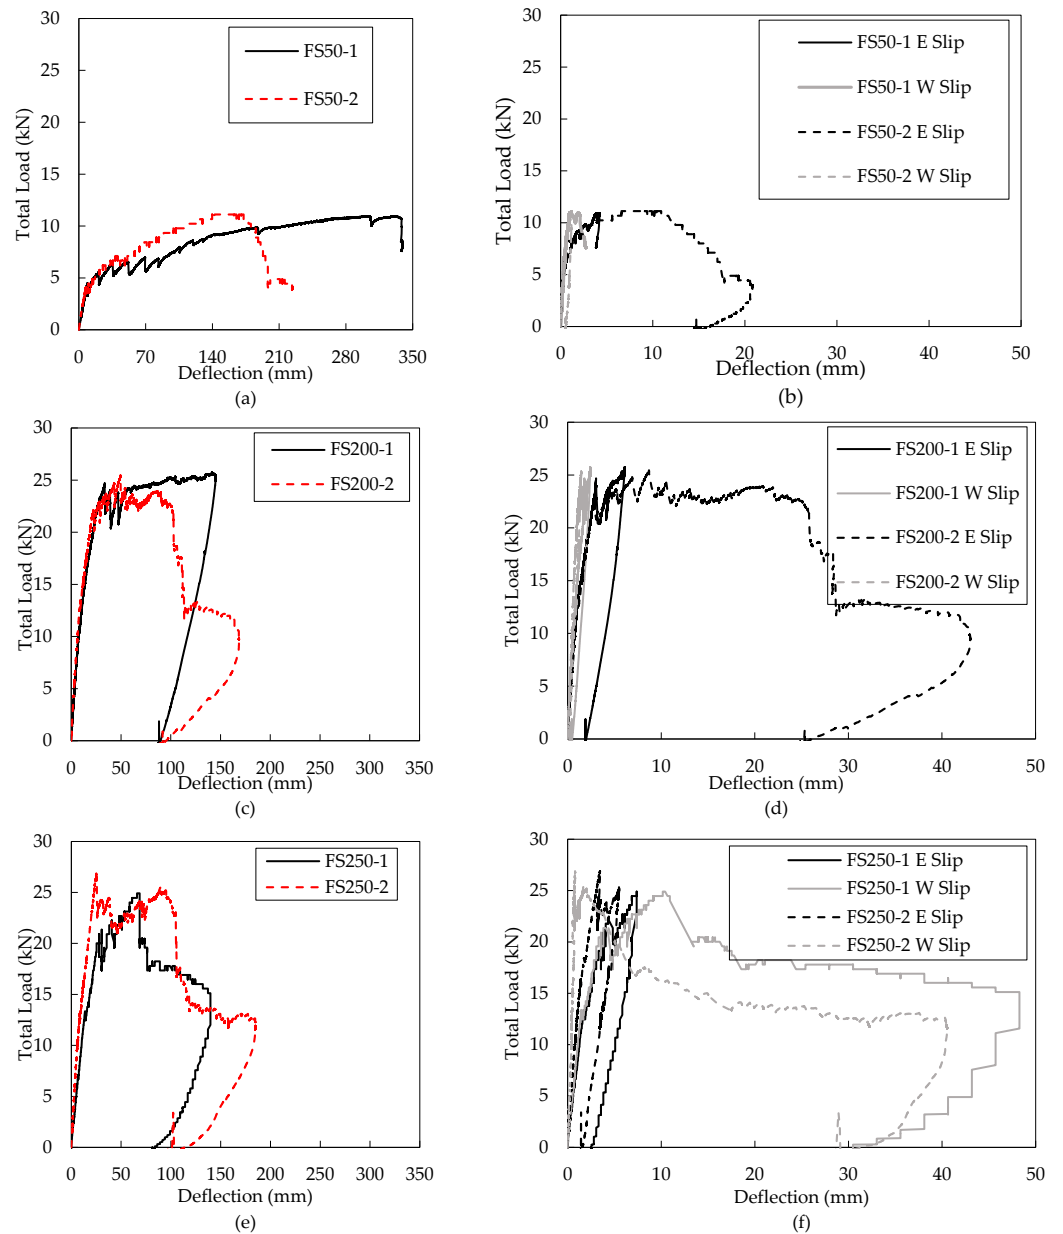 30
25
20
15
10
5
0
Total Load (kN)
FS50-1
FS50-2
0 70 140 210 280 350
Deflection (mm)
(a)
30
25
20
15
10
5
0
Total Load (kN)
FS50-1 E Slip
FS50-1 W Slip
FS50-2 E Slip
FS50-2 W Slip
0 10 20 30 40 50
Deflection (mm)
(b)
30
25
20
15
10
5
0
Total Load (kN)
FS200-1
FS200-2
0 50 100 150 200 250 300 350
Deflection (mm)
(c)
30
25
20
15
10
5
0
Total Load (kN)
FS200-1 E Slip
FS200-1 W Slip
FS200-2 E Slip
FS200-2 W Slip
0 10 20 30 40 50
Deflection (mm)
(d)
30
25
20
15
10
5
0
Total Load (kN)
FS250-1
FS250-2
0 50 100 150 200 250 300 350
Deflection (mm)
(e)
30
25
20
15
10
5
0
Total Load (kN)
FS250-1 E Slip
FS250-1 W Slip
FS250-2 E Slip
FS250-2 W Slip
0 10 20 30 40 50
Deflection (mm)
(f)